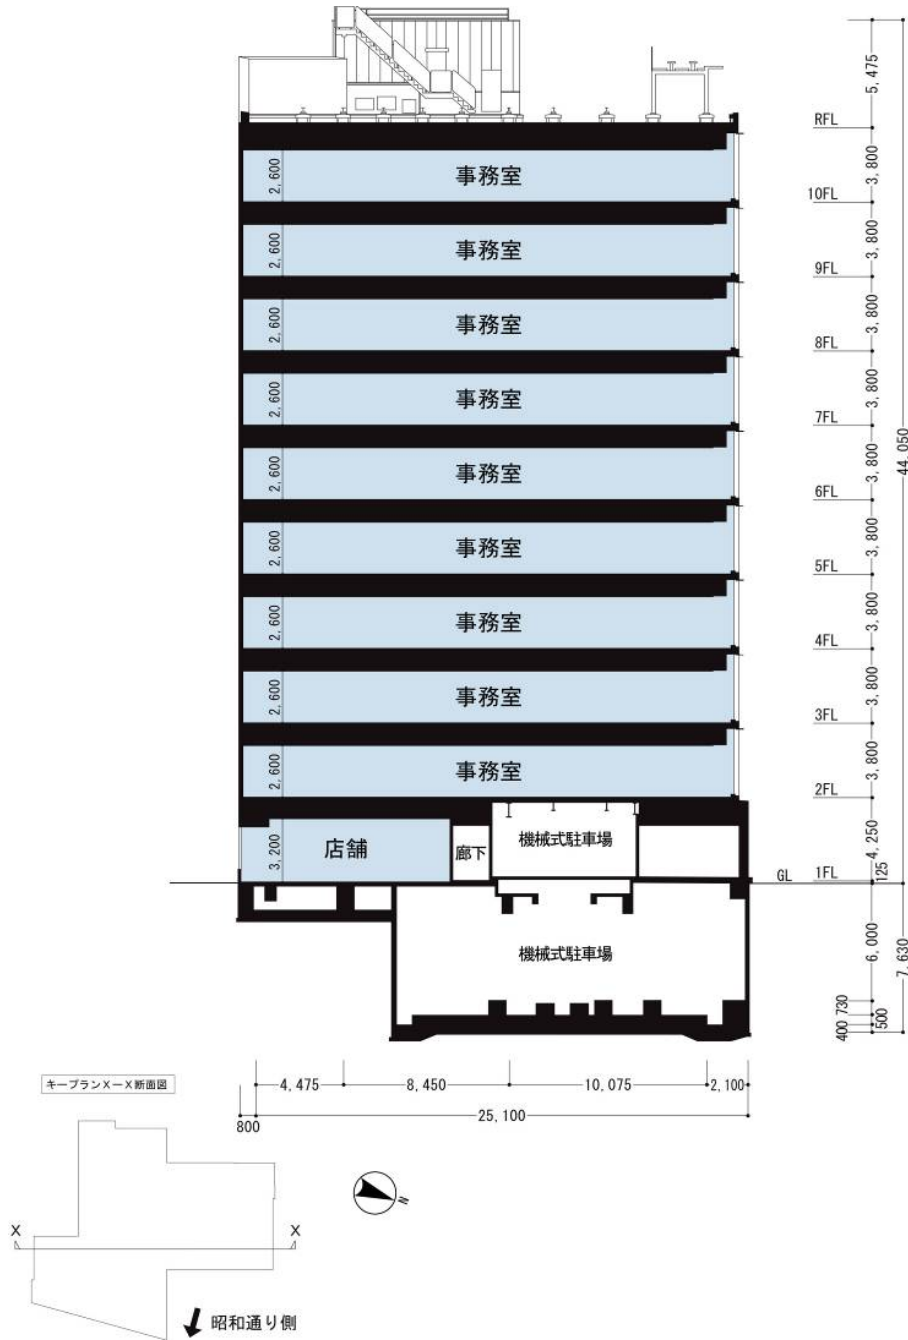 5,475
RFL
2,600
事務室
3,800
10FL
2,600
事務室
3,800
9FL
2,600
事務室
3,800
8FL
2,600
事務室
3,800
7FL
2,600
事務室
3,800
44,050
6FL
2,600
事務室
3,800
5FL
2,600
事務室
3,800
4FL
2,600
事務室
3,800
3FL
2,600
事務室
3,800
2FL
3,200
店舗
廊下
機械式駐車場
4,250
GL
1FL
125
機械式駐車場
6,000
7,630
730
500
400
キープランX－X断面図
4,475
8,450
10,075
2,100
800
25,100
N
X
X
昭和通り側